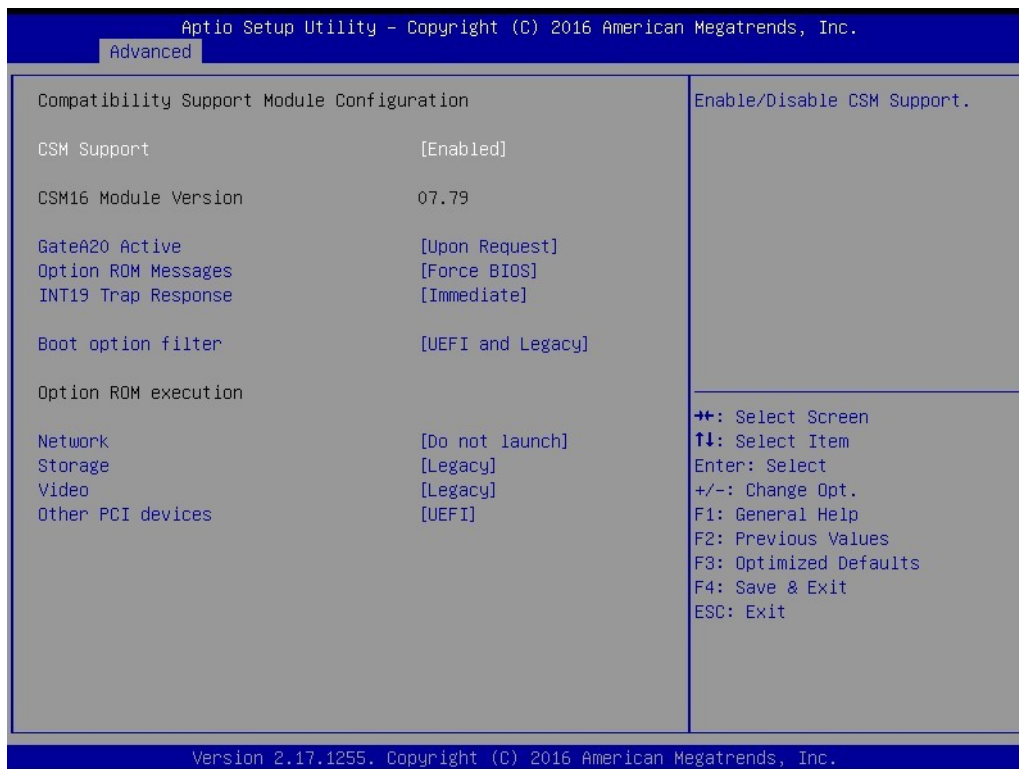 Aptio Setup Utility – Copyright (C) 2016 American Megatrends, Inc.
Advanced
Compatibility Support Module Configuration
CSM Support [Enabled]
CSM16 Module Version 07.79
GateA20 Active [Upon Request]
Option ROM Messages [Force BIOS]
INT19 Trap Response [Immediate]
Boot option filter [UEFI and Legacy]
Option ROM execution
Network [Do not launch]
Storage [Legacy]
Video [Legacy]
Other PCI devices [UEFI]
Enable/Disable CSM Support.
→←: Select Screen
↑↓: Select Item
Enter: Select
+/-: Change Opt.
F1: General Help
F2: Previous Values
F3: Optimized Defaults
F4: Save & Exit
ESC: Exit
Version 2.17.1255. Copyright (C) 2016 American Megatrends, Inc.